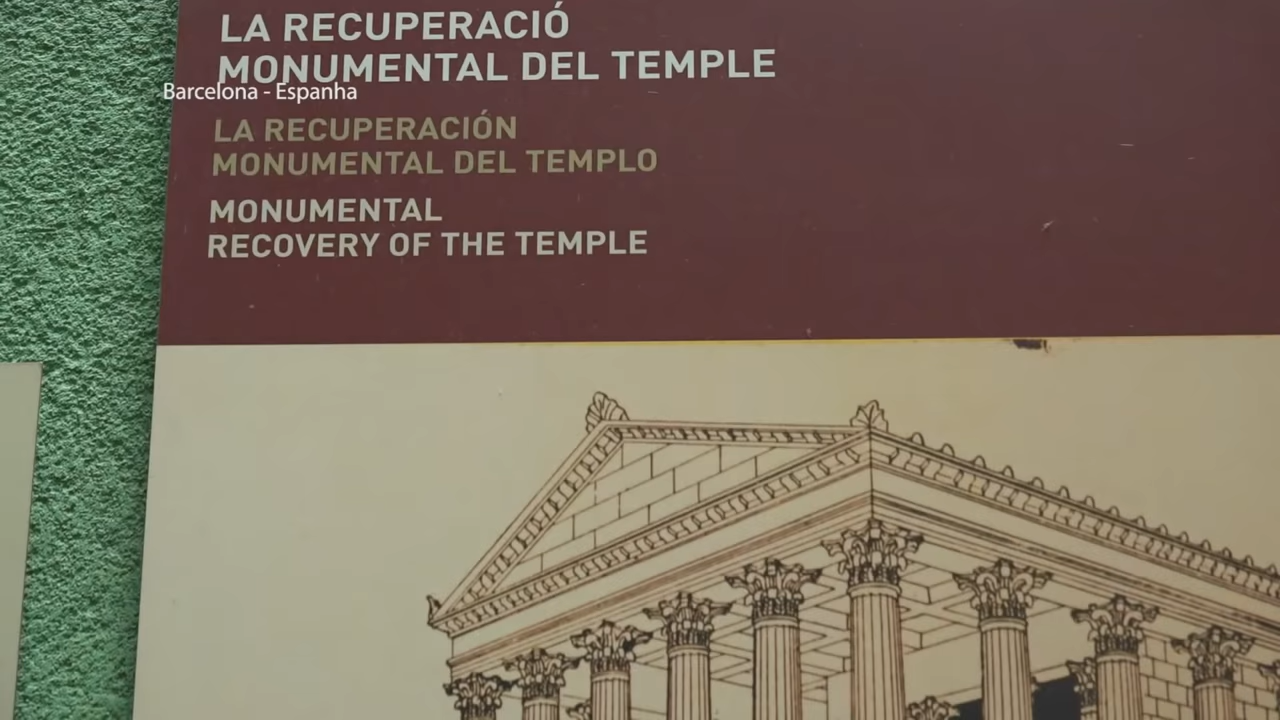 LA RECUPERACIÓ
MONUMENTAL DEL TEMPLE
Barcelona - Espanha
LA RECUPERACIÓN
MONUMENTAL DEL TEMPLO
MONUMENTAL
RECOVERY OF THE TEMPLE